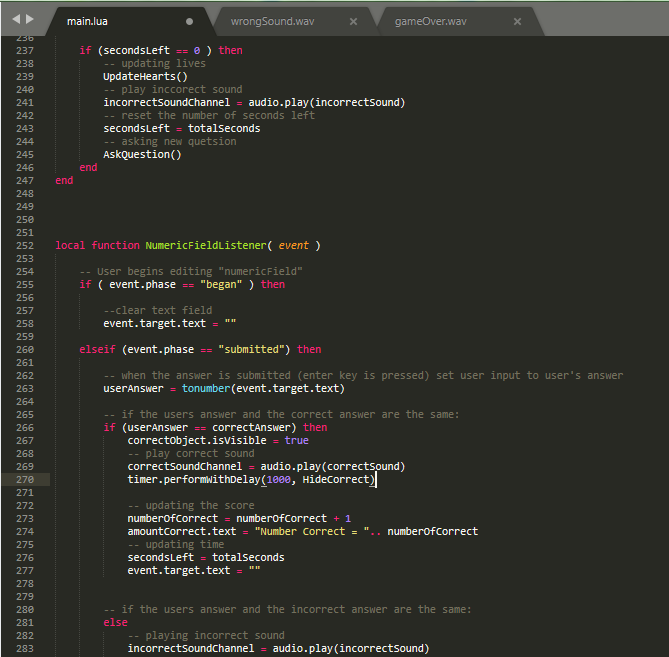 main.lua
wrongSound.wav
gameOver.wav
236
237 if (secondsLeft == 0 ) then
238 -- updating lives
239 UpdateHearts()
240 -- play inccorect sound
241 incorrectSoundChannel = audio.play(incorrectSound)
242 -- reset the number of seconds left
243 secondsLeft = totalSeconds
244 -- asking new quetsion
245 AskQuestion()
246 end
247 end
248
249
250
251
252 local function NumericFieldListener( event )
253
254 -- User begins editing "numericField"
255 if ( event.phase == "began" ) then
256
257 --clear text field
258 event.target.text = ""
259
260 elseif (event.phase == "submitted") then
261
262 -- when the answer is submitted (enter key is pressed) set user input to user's answer
263 userAnswer = tonumber(event.target.text)
264
265 -- if the users answer and the correct answer are the same:
266 if (userAnswer == correctAnswer) then
267 correctObject.isVisible = true
268 -- play correct sound
269 correctSoundChannel = audio.play(correctSound)
270 timer.performWithDelay(1000, HideCorrect)
271
272 -- updating the score
273 numberOfCorrect = numberOfCorrect + 1
274 amountCorrect.text = "Number Correct = ".. numberOfCorrect
275 -- updating time
276 secondsLeft = totalSeconds
277 event.target.text = ""
278
279
280 -- if the users answer and the incorrect answer are the same:
281 else
282 -- playing incorrect sound
283 incorrectSoundChannel = audio.play(incorrectSound)